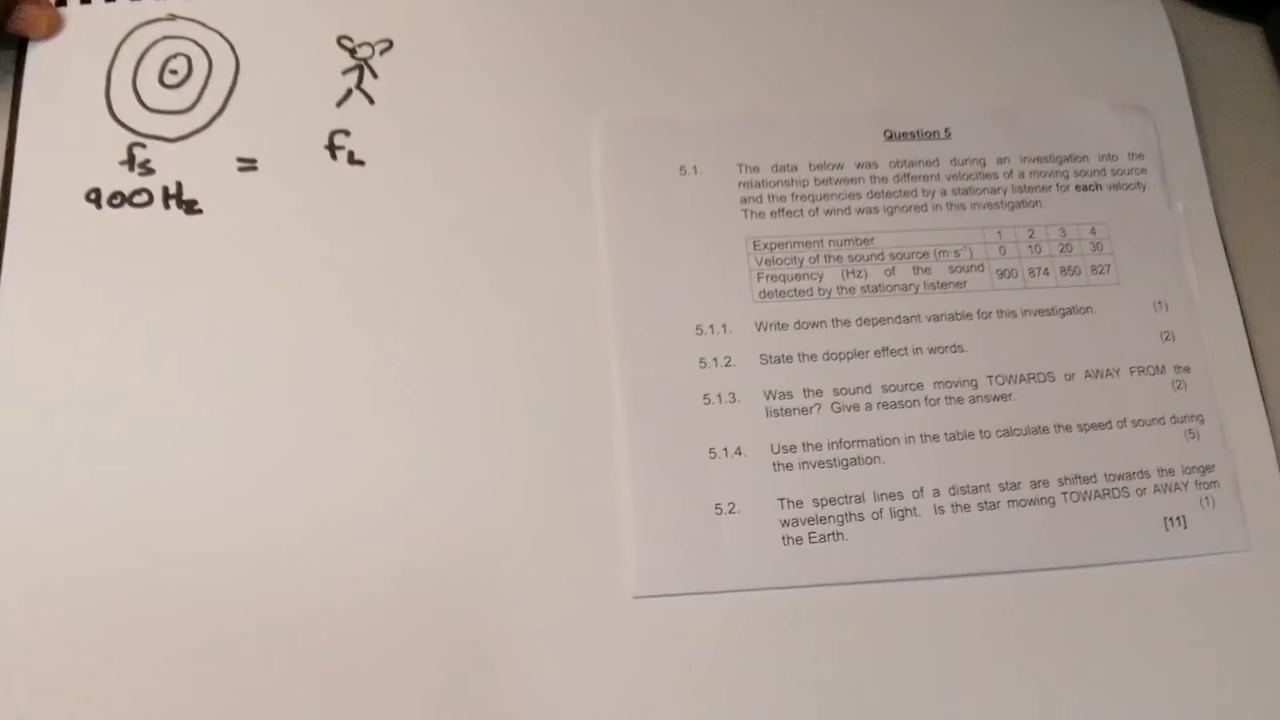 fs = fL
900 Hz
Question 5
5.1. The data below was obtained during an investigation into the
relationship between the different velocities of a moving sound source
and the frequencies detected by a stationary listener for each velocity.
The effect of wind was ignored in this investigation.
Experiment number 1 2 3 4
Velocity of the sound source (m·s⁻¹) 0 10 20 30
Frequency (Hz) of the sound
detected by the stationary listener 900 874 850 827
5.1.1. Write down the dependant variable for this investigation. (1)
5.1.2. State the doppler effect in words. (2)
5.1.3. Was the sound source moving TOWARDS or AWAY FROM the
listener? Give a reason for the answer. (2)
5.1.4. Use the information in the table to calculate the speed of sound during
the investigation. (5)
5.2. The spectral lines of a distant star are shifted towards the longer
wavelengths of light. Is the star mowing TOWARDS or AWAY from
the Earth. (1)
[11]